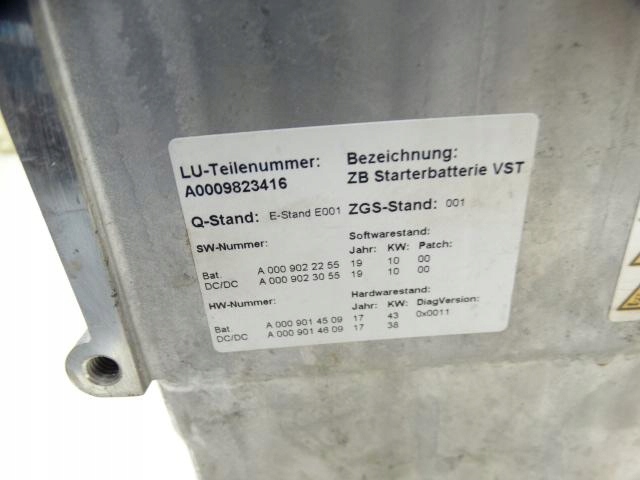 LU-Teilenummer: Bezeichnung:
A0009823416 ZB Starterbatterie VST
Q-Stand: E-Stand E001 ZGS-Stand: 001
SW-Nummer: Softwarestand:
Jahr: KW: Patch:
Bat. A 000 902 22 55 19 10 00
DC/DC A 000 902 30 55 19 10 00
HW-Nummer: Hardwarestand:
Jahr: KW: DiagVersion:
Bat A 000 901 45 09 17 43 0x0011
DC/DC A 000 901 46 09 17 38